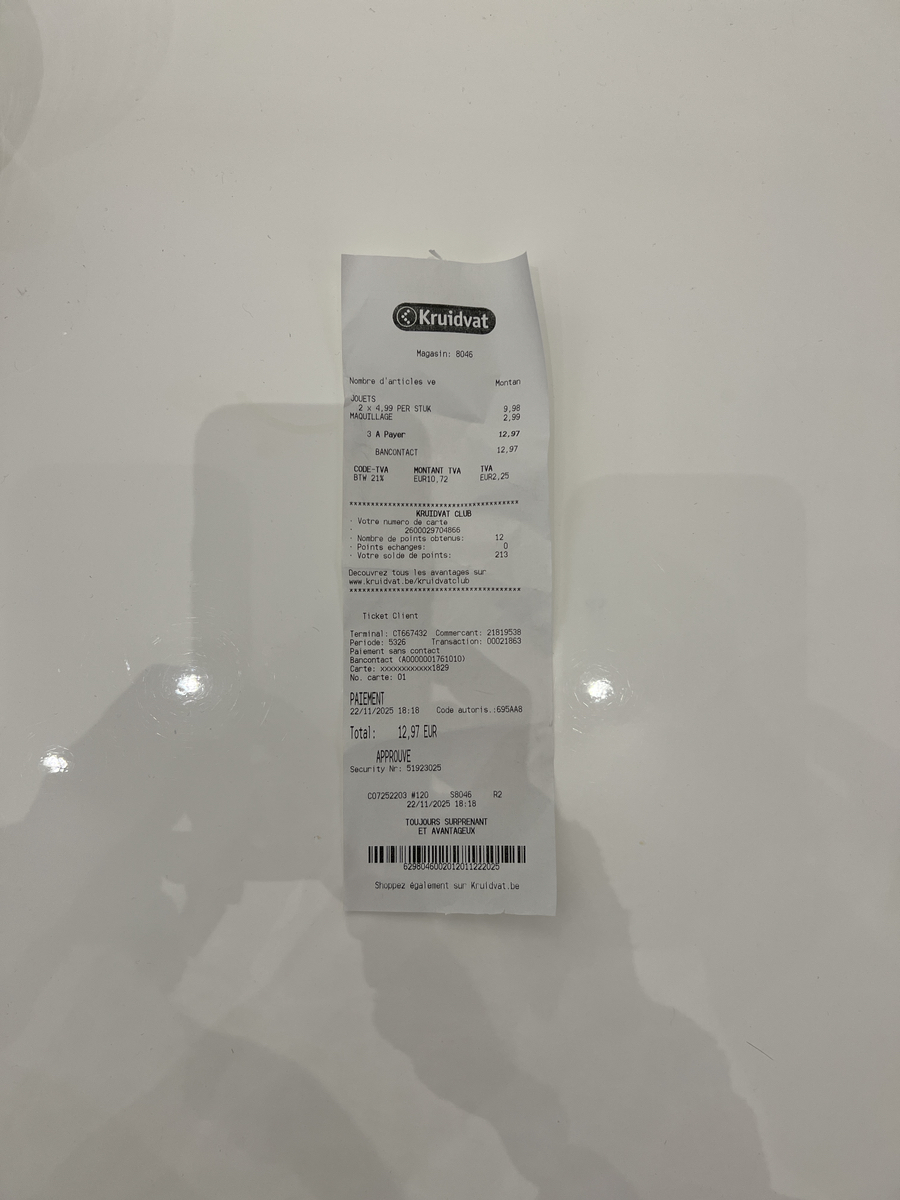 Kruidvat
Magasin: 8046
Nombre d'articles ve Montan
JOUETS
2 x 4,99 PER STUK 9,98
MAQUILLAGE 2,99
3 A Payer 12,97
BANCONTACT 12,97
CODE-TVA MONTANT TVA TVA
BTW 21% EUR10,72 EUR2,25
****************************************
KRUIDVAT CLUB
· Votre numero de carte
· 2600029704866
· Nombre de points obtenus: 12
· Points echanges: 0
· Votre solde de points: 213
Decouvrez tous les avantages sur
www.kruidvat.be/kruidvatclub
****************************************
Ticket Client
Terminal: CT667432 Commercant: 21819538
Periode: 5326 Transaction: 00021863
Paiement sans contact
Bancontact (A0000001761010)
Carte: xxxxxxxxxxxx1829
No. carte: 01
PAIEMENT
22/11/2025 18:18 Code autoris.:695AA8
Total: 12,97 EUR
APPROUVE
Security Nr: 51923025
C07252203 #120 S8046 R2
22/11/2025 18:18
TOUJOURS SURPRENANT
ET AVANTAGEUX
6298046002012011222025
Shoppez également sur Kruidvat.be